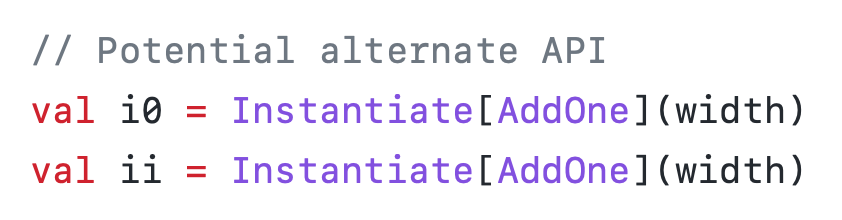 // Potential alternate API
val i0 = Instantiate[AddOne](width)
val ii = Instantiate[AddOne](width)